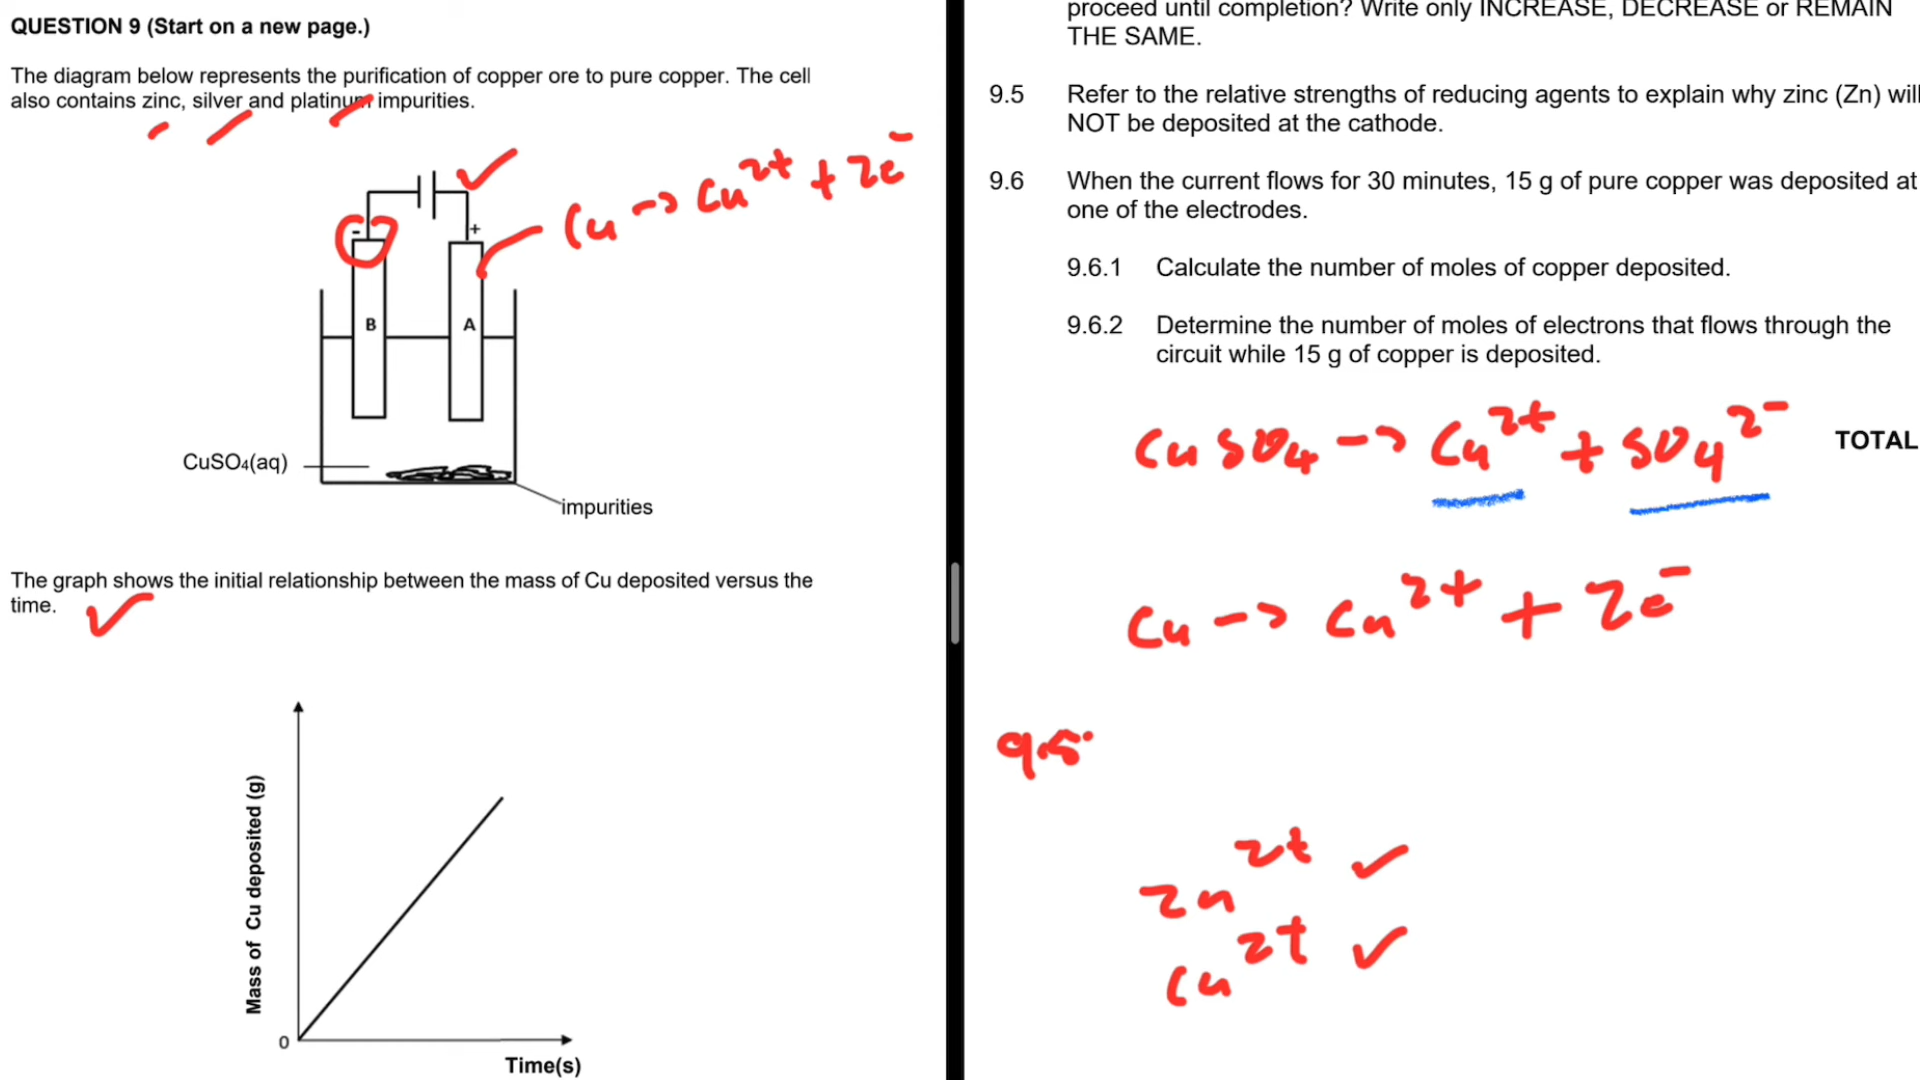 QUESTION 9 (Start on a new page.)
The diagram below represents the purification of copper ore to pure copper. The cell
also contains zinc, silver and platinum impurities.
Cu → Cu²⁺ + 2e⁻
-
+
B
A
CuSO₄(aq)
impurities
The graph shows the initial relationship between the mass of Cu deposited versus the
time.
Mass of Cu deposited (g)
0
Time(s)
proceed until completion? Write only INCREASE, DECREASE or REMAIN
THE SAME.
9.5 Refer to the relative strengths of reducing agents to explain why zinc (Zn) will
NOT be deposited at the cathode.
9.6 When the current flows for 30 minutes, 15 g of pure copper was deposited at
one of the electrodes.
9.6.1 Calculate the number of moles of copper deposited.
9.6.2 Determine the number of moles of electrons that flows through the
circuit while 15 g of copper is deposited.
CuSO4 → Cu²⁺ + SO4²⁻
TOTAL
Cu → Cu²⁺ + 2e⁻
9.5
Zn²⁺ ✓
Cu²⁺ ✓